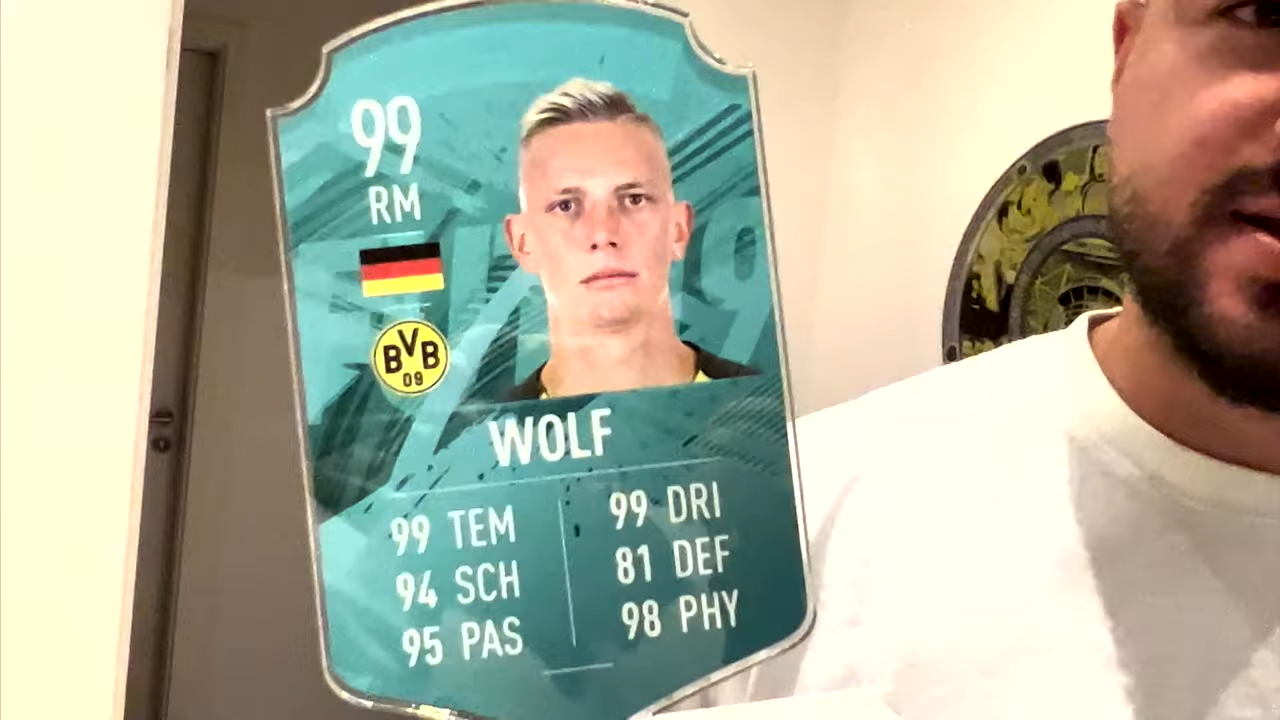 99
RM
BVB
09
WOLF
99 TEM
94 SCH
95 PAS
99 DRI
81 DEF
98 PHY